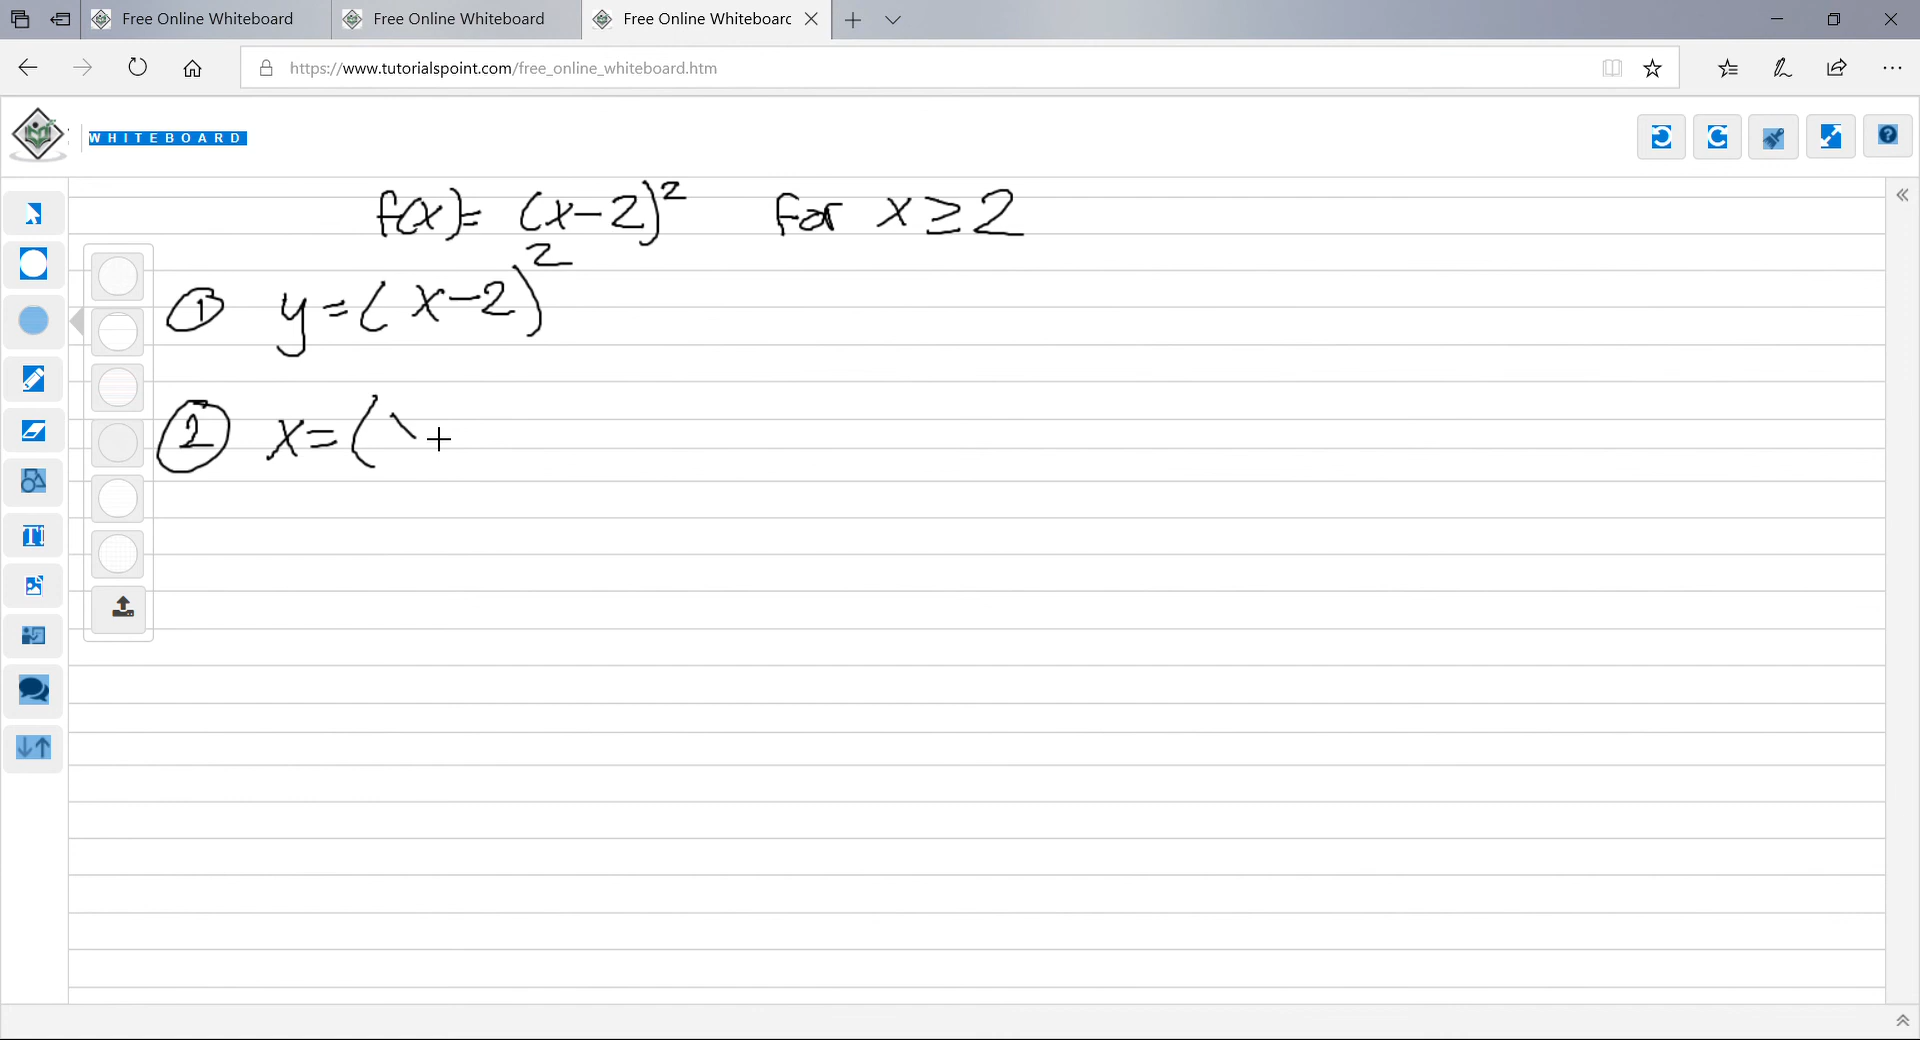 Free Online Whiteboard Free Online Whiteboard Free Online Whiteboarc
https://www.tutorialspoint.com/free_online_whiteboard.htm
WHITEBOARD
f(x)= (x-2)² for x ≥ 2
① y=(x-2)²
② x=(